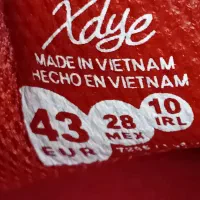 Xdye
MADE IN VIETNAM
HECHO EN VIETNAM
43 EUR
28 MEX
10 IRL